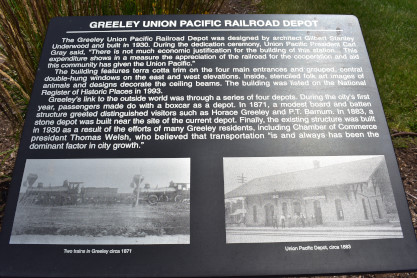 GREELEY UNION PACIFIC RAILROAD DEPOT
The Greeley Union Pacific Railroad Depot was designed by architect Gilbert Stanley
Underwood and built in 1930. During the dedication ceremony, Union Pacific President Carl
Gray said, "There is not much economic justification for the building of this station... This
expenditure shows in a measure the appreciation of the railroad for the cooperation and aid
this community has given the Union Pacific."
The building features terra cotta trim on the four main entrances and grouped, central
double-hung windows on the east and west elevations. Inside, stenciled folk art images of
animals and designs decorate the ceiling beams. The building was listed on the National
Register of Historic Places in 1993.
Greeley's link to the outside world was through a series of four depots. During the city's first
year, passengers made do with a boxcar as a depot. In 1871, a modest board and batten
structure greeted distinguished visitors such as Horace Greeley and P.T. Barnum. In 1883, a
stone depot was built near the site of the current depot. Finally, the existing structure was built
in 1930 as a result of the efforts of many Greeley residents, including Chamber of Commerce
president Thomas Welsh, who believed that transportation "is and always has been the
dominant factor in city growth."
Two trains in Greeley circa 1871
Union Pacific Depot, circa 1883